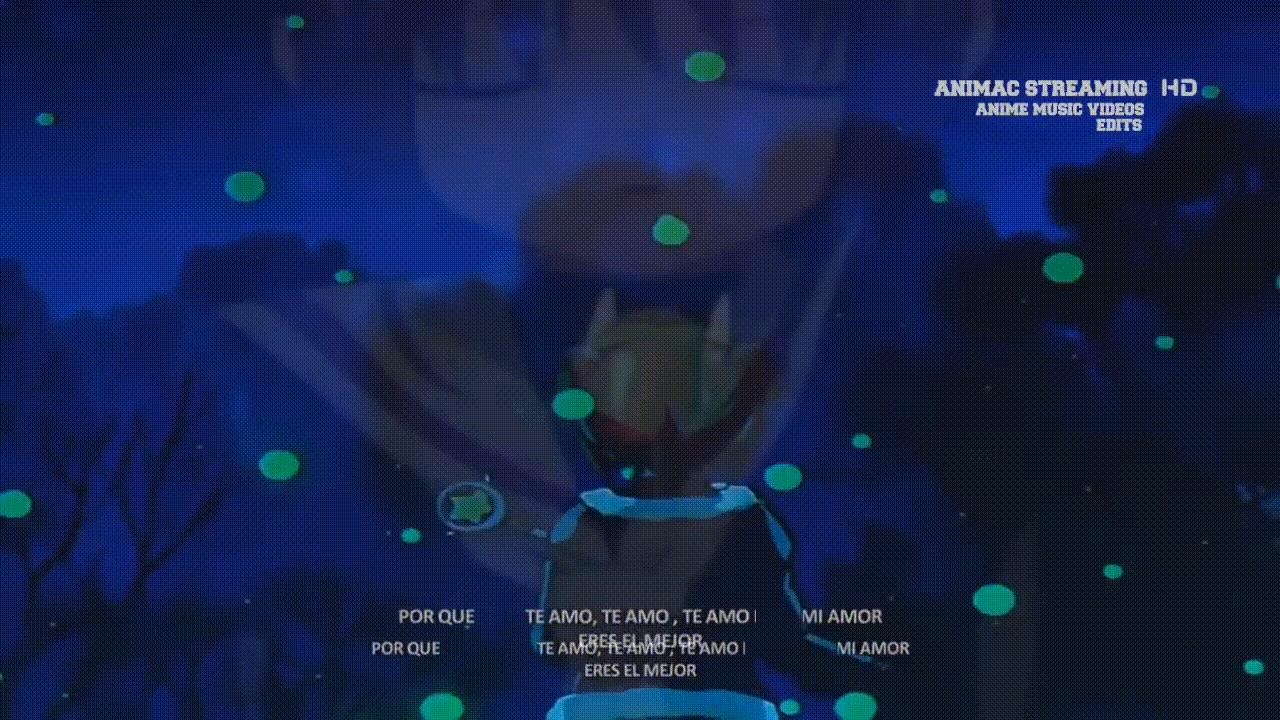 ANIMAC STREAMING HD
ANIME MUSIC VIDEOS
EDITS
POR QUE TE AMO, TE AMO , TE AMO MI AMOR
ERES EL MEJOR
POR QUE TE AMO, TE AMO , TE AMO MI AMOR
ERES EL MEJOR